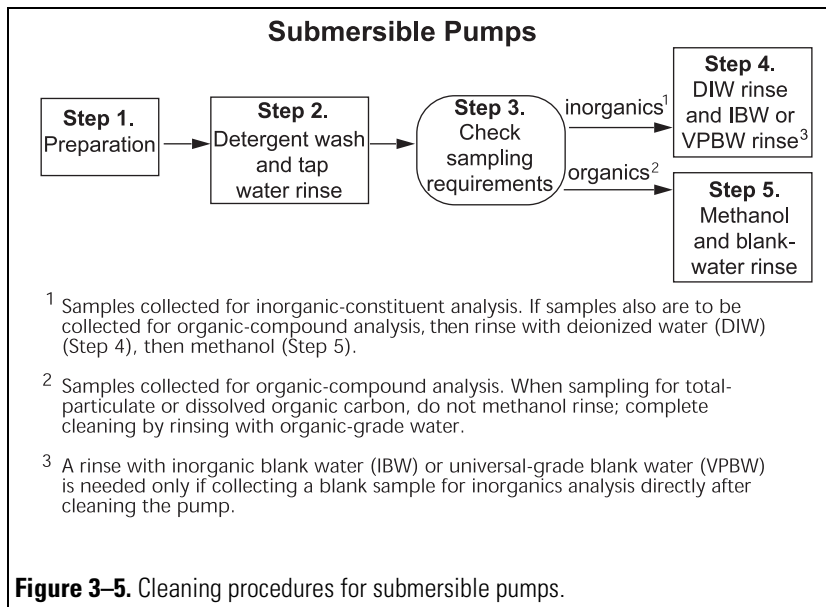 Submersible Pumps
Step 1.
Preparation
Step 2.
Detergent wash
and tap
water rinse
Step 3.
Check
sampling
requirements
inorganics¹
organics²
Step 4.
DIW rinse
and IBW or
VPBW rinse³
Step 5.
Methanol
and blank-
water rinse
¹ Samples collected for inorganic-constituent analysis. If samples also are to be
collected for organic-compound analysis, then rinse with deionized water (DIW)
(Step 4), then methanol (Step 5).
² Samples collected for organic-compound analysis. When sampling for total-
particulate or dissolved organic carbon, do not methanol rinse; complete
cleaning by rinsing with organic-grade water.
³ A rinse with inorganic blank water (IBW) or universal-grade blank water (VPBW)
is needed only if collecting a blank sample for inorganics analysis directly after
cleaning the pump.
Figure 3–5. Cleaning procedures for submersible pumps.